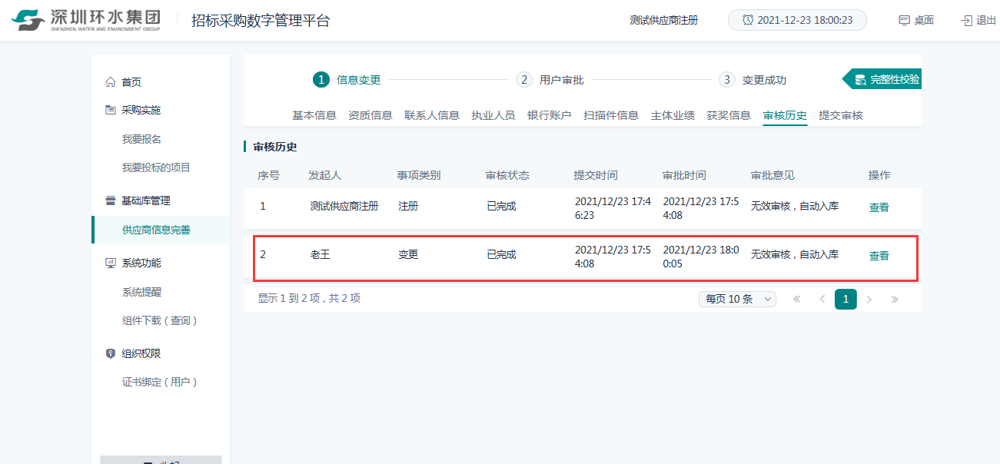 深圳环水集团
SHENZHEN WATER AND ENVIRONMENT GROUP
招标采购数字管理平台
测试供应商注册
2021-12-23 18:00:23
桌面
退出
首页
采购实施
我要报名
我要投标的项目
基础库管理
供应商信息完善
系统功能
系统提醒
组件下载（查询）
组织权限
证书绑定（用户）
1 信息变更
2 用户审批
3 变更成功
完整性校验
基本信息 资质信息 联系人信息 执业人员 银行账户 扫描件信息 主体业绩 获奖信息 审核历史 提交审核
审核历史
序号 发起人 事项类别 审核状态 提交时间 审批时间 审批意见 操作
1 测试供应商注册 注册 已完成 2021/12/23 17:4 2021/12/23 17:5 无效审核，自动入库 查看
6:23 4:08
2 老王 变更 已完成 2021/12/23 17:5 2021/12/23 18:0 无效审核，自动入库 查看
4:08 0:05
显示 1 到 2 项，共 2 项
每页 10 条
« ‹ 1 › »